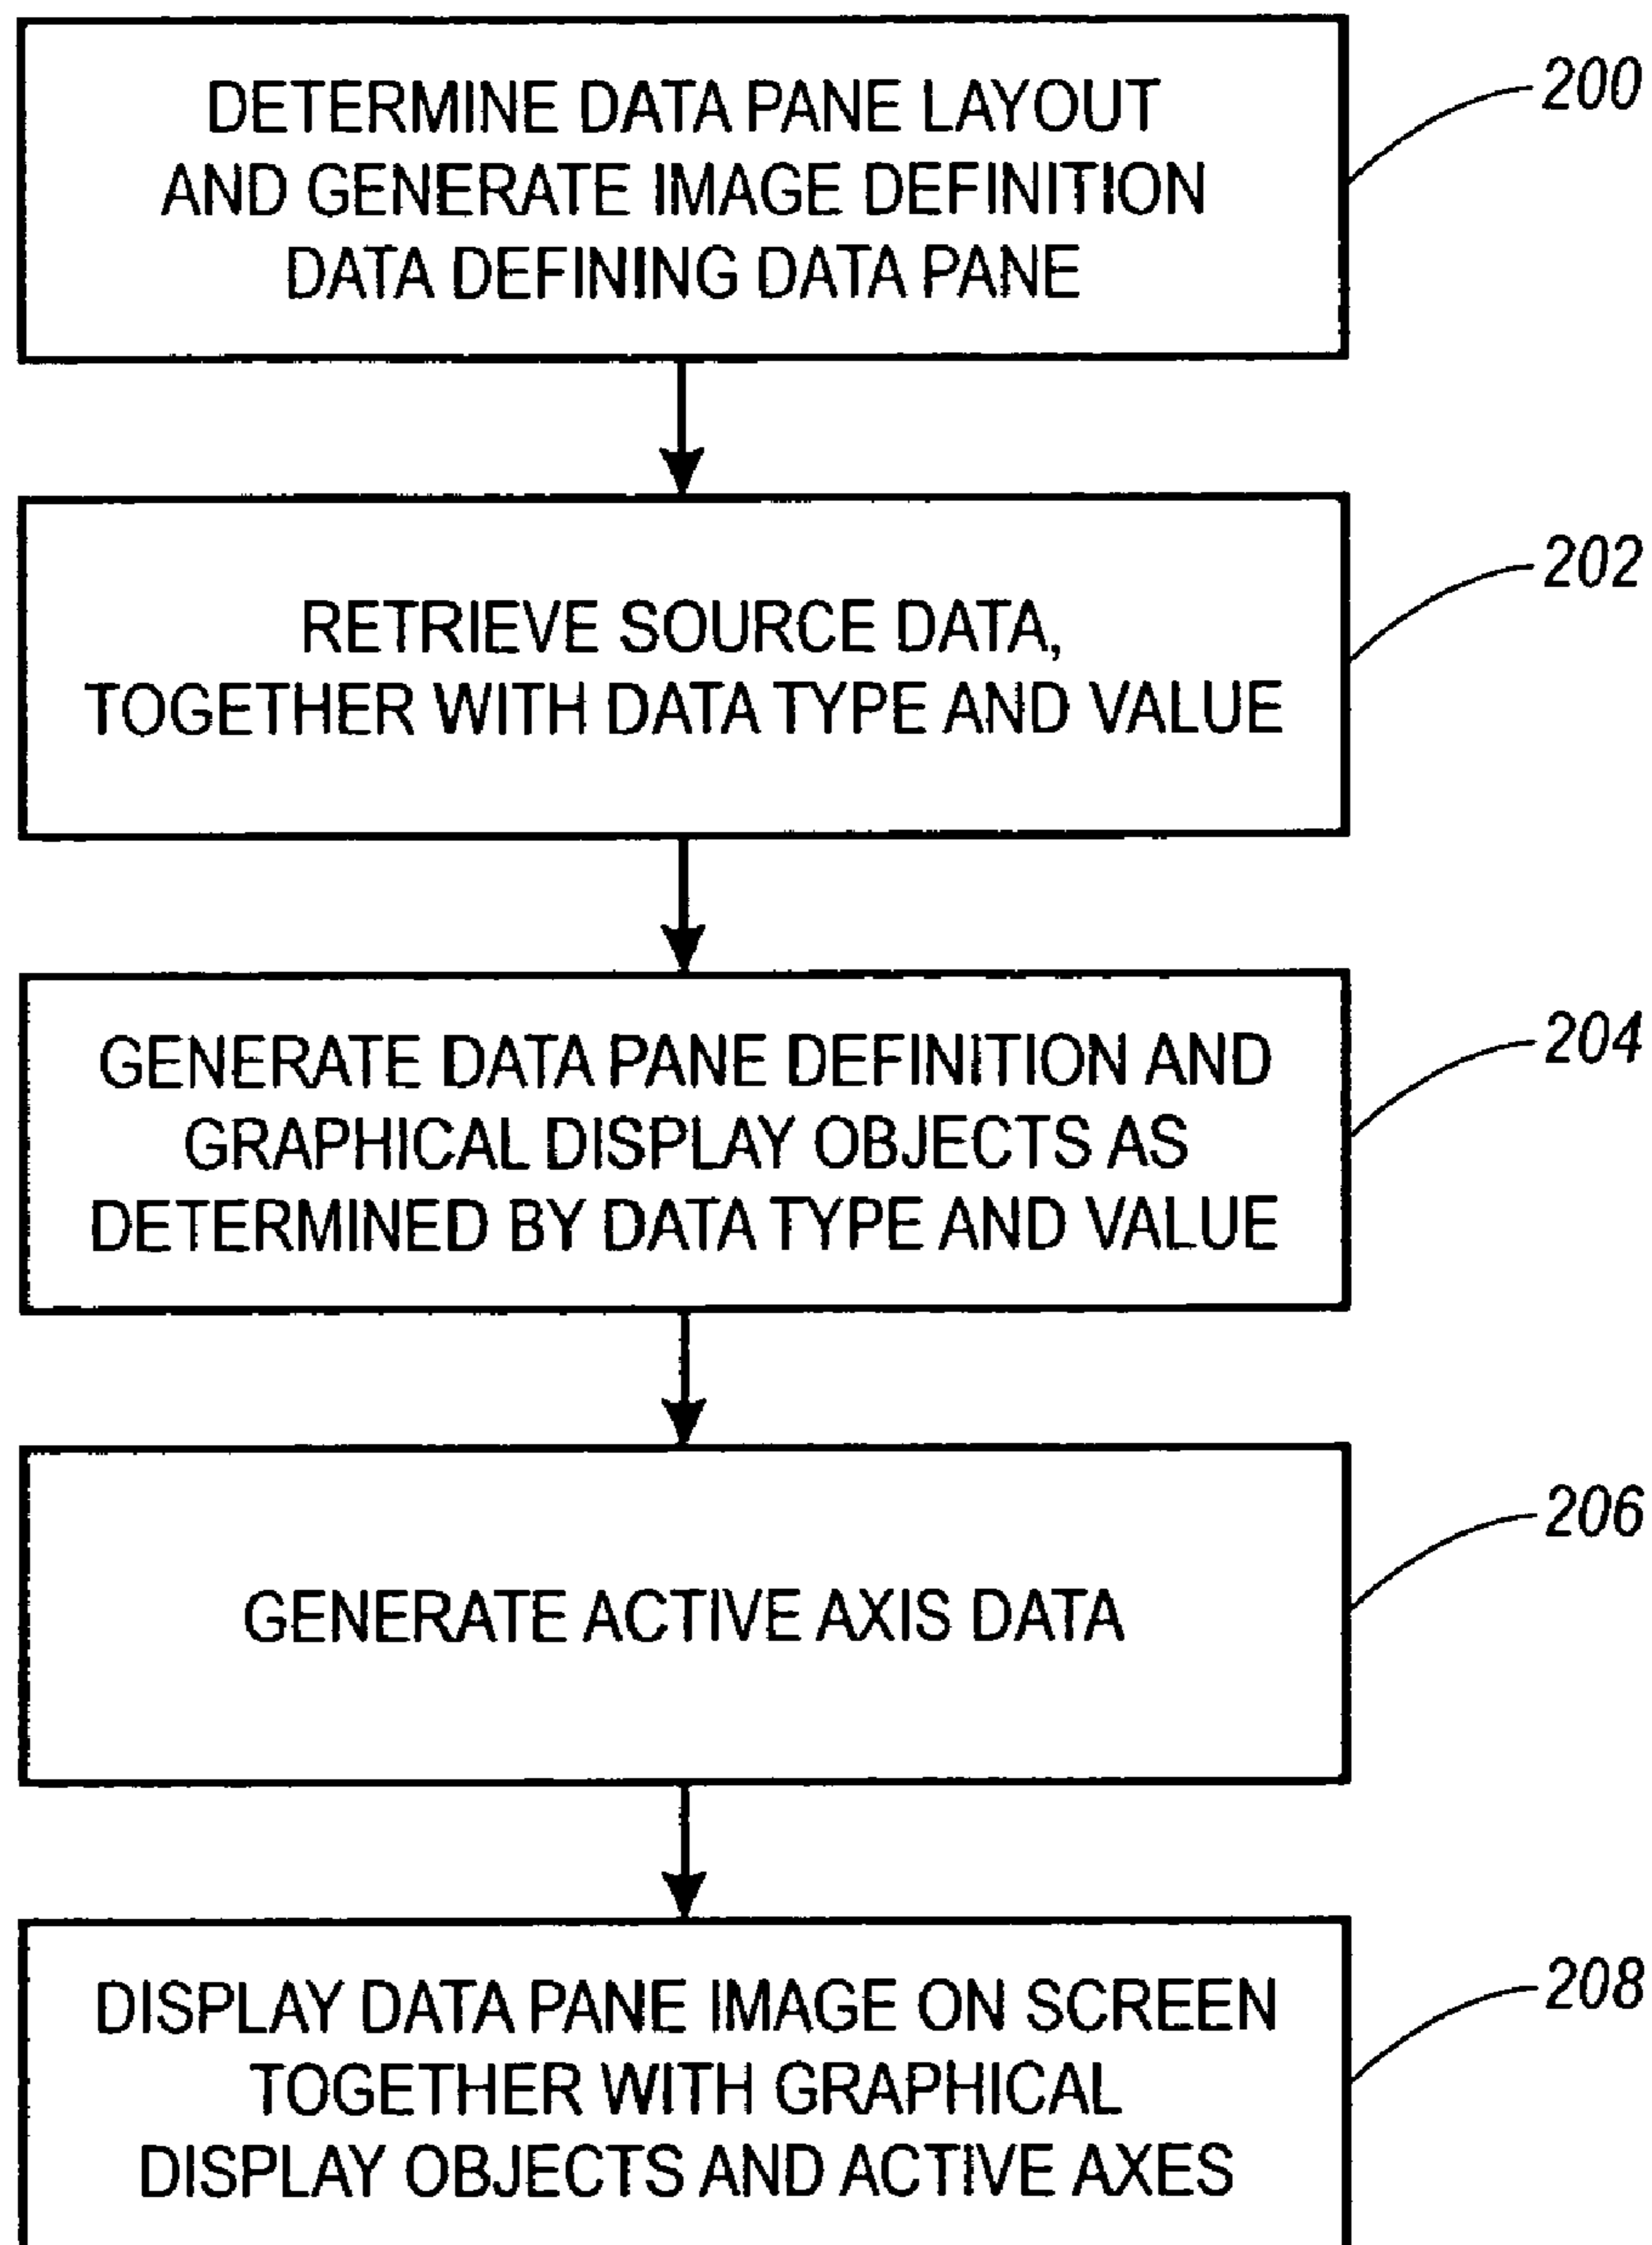 DETERMINE DATA PANE LAYOUT
AND GENERATE IMAGE DEFINITION
DATA DEFINING DATA PANE
200
RETRIEVE SOURCE DATA,
TOGETHER WITH DATA TYPE AND VALUE
202
GENERATE DATA PANE DEFINITION AND
GRAPHICAL DISPLAY OBJECTS AS
DETERMINED BY DATA TYPE AND VALUE
204
GENERATE ACTIVE AXIS DATA
206
DISPLAY DATA PANE IMAGE ON SCREEN
TOGETHER WITH GRAPHICAL
DISPLAY OBJECTS AND ACTIVE AXES
208